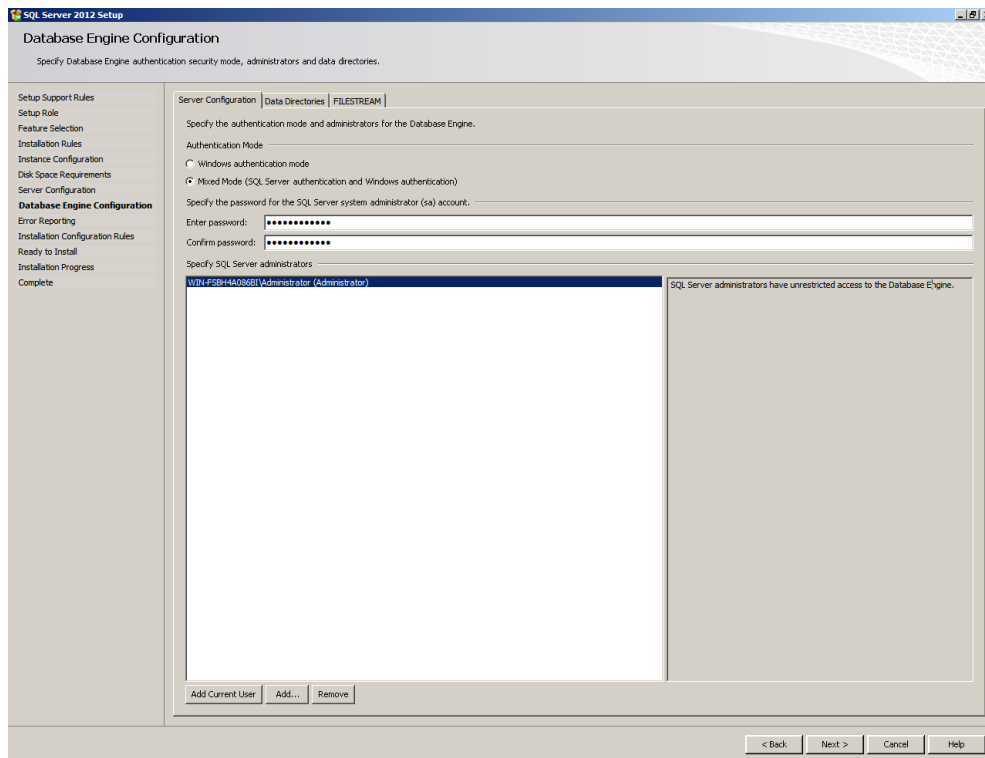 SQL Server 2012 Setup
Database Engine Configuration
Specify Database Engine authentication security mode, administrators and data directories.
Setup Support Rules
Setup Role
Feature Selection
Installation Rules
Instance Configuration
Disk Space Requirements
Server Configuration
Database Engine Configuration
Error Reporting
Installation Configuration Rules
Ready to Install
Installation Progress
Complete
Server Configuration Data Directories FILESTREAM
Specify the authentication mode and administrators for the Database Engine.
Authentication Mode
Windows authentication mode
Mixed Mode (SQL Server authentication and Windows authentication)
Specify the password for the SQL Server system administrator (sa) account.
Enter password: ●●●●●●●●●●●●
Confirm password: ●●●●●●●●●●●●
Specify SQL Server administrators
WIN-FSBH4A086BI\Administrator (Administrator)
SQL Server administrators have unrestricted access to the Database Engine.
Add Current User Add... Remove
< Back Next > Cancel Help